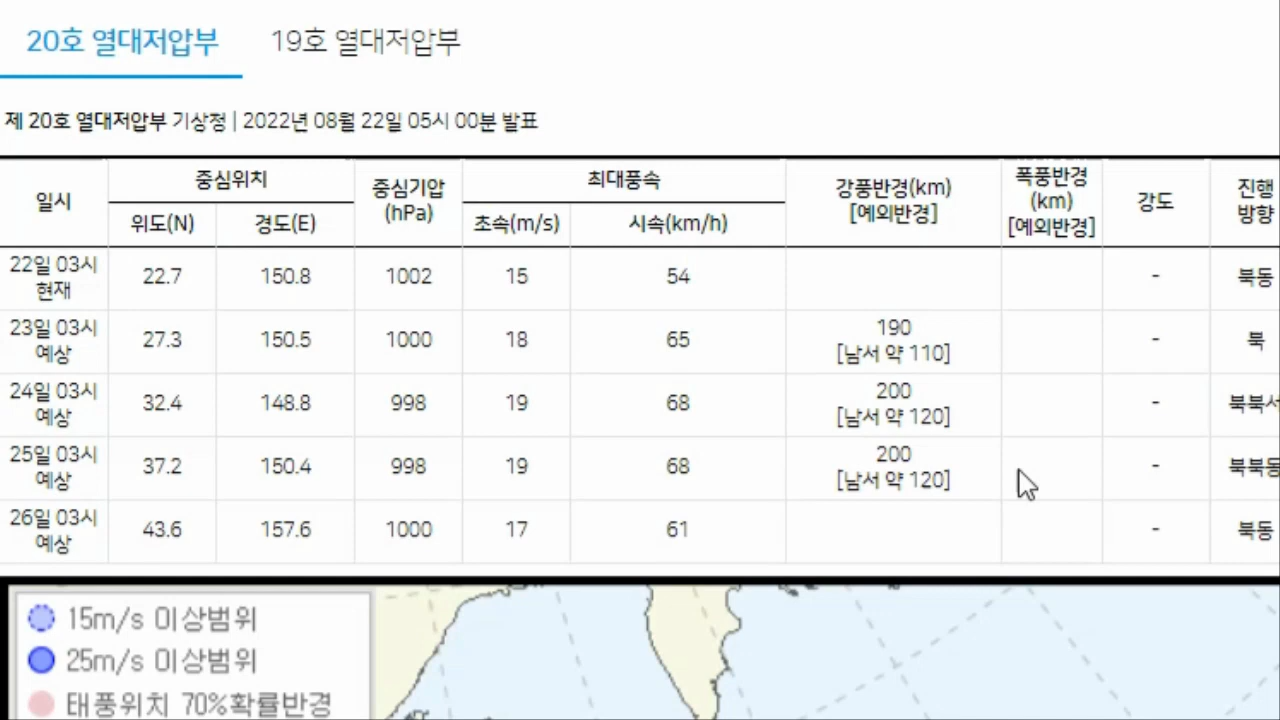 20호 열대저압부 19호 열대저압부
제 20호 열대저압부 기상청 | 2022년 08월 22일 05시 00분 발표
일시 중심위치 중심기압 (hPa) 최대풍속 강풍반경(km) [예외반경] 폭풍반경 (km) [예외반경] 강도 진행 방향
위도(N) 경도(E) 초속(m/s) 시속(km/h)
22일 03시 현재 22.7 150.8 1002 15 54 - 북동
23일 03시 예상 27.3 150.5 1000 18 65 190 [남서 약 110] - 북
24일 03시 예상 32.4 148.8 998 19 68 200 [남서 약 120] - 북북서
25일 03시 예상 37.2 150.4 998 19 68 200 [남서 약 120] - 북북동
26일 03시 예상 43.6 157.6 1000 17 61 - 북동
15m/s 이상범위
25m/s 이상범위
태풍위치 70%확률반경